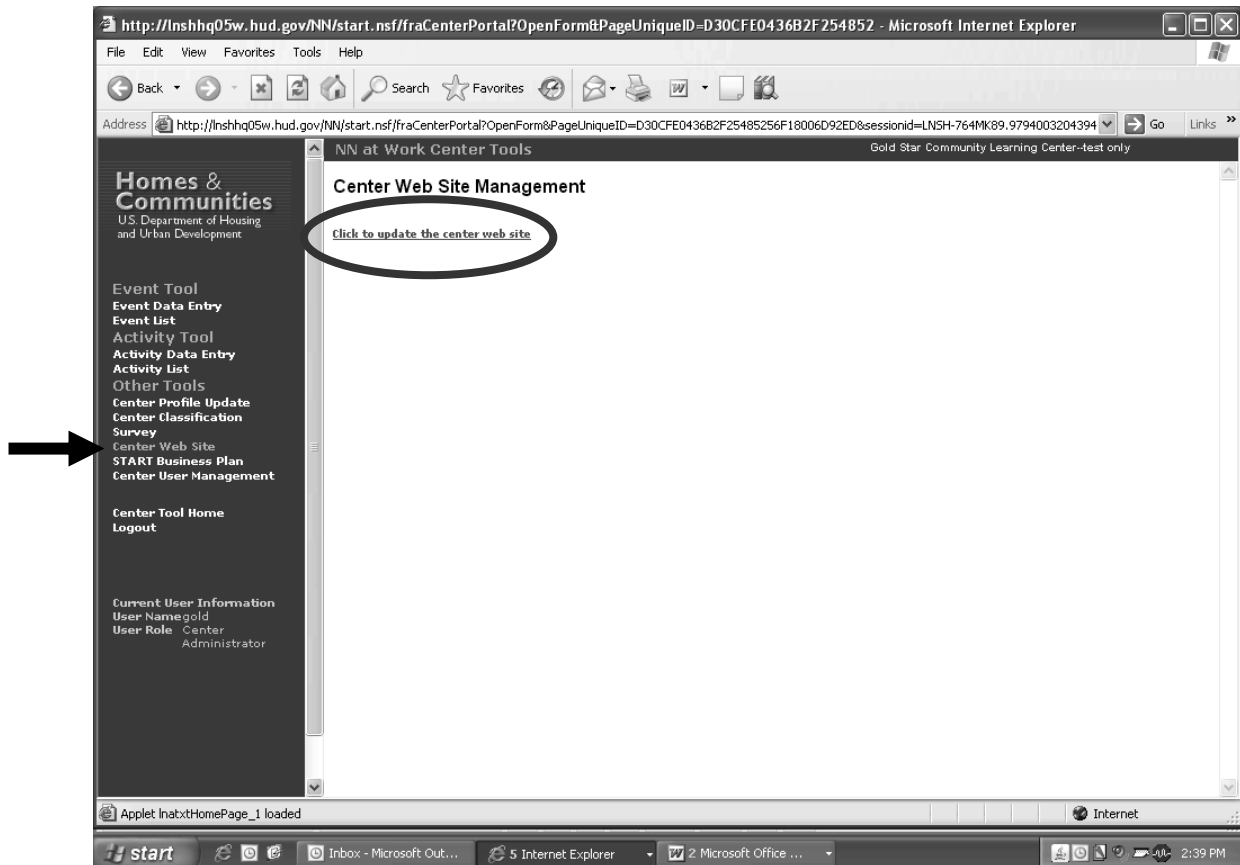 http://lnshhq05w.hud.gov/NN/start.nsf/fraCenterPortal?OpenForm&PageUniqueID=D30CFE0436B2F254852 - Microsoft Internet Explorer
File Edit View Favorites Tools Help
Back Search Favorites
Address http://lnshhq05w.hud.gov/NN/start.nsf/fraCenterPortal?OpenForm&PageUniqueID=D30CFE0436B2F25485256F18006D92ED&sessionid=LNSH-764MK89.9794003204394 Go Links »
NN at Work Center Tools Gold Star Community Learning Center--test only
Homes &
Communities
U.S. Department of Housing
and Urban Development
Center Web Site Management
Click to update the center web site
Event Tool
Event Data Entry
Event List
Activity Tool
Activity Data Entry
Activity List
Other Tools
Center Profile Update
Center Classification
Survey
Center Web Site
START Business Plan
Center User Management
Center Tool Home
Logout
Current User Information
User Name gold
User Role Center
Administrator
Applet lnatxtHomePage_1 loaded Internet
start Inbox - Microsoft Out... 5 Internet Explorer 2 Microsoft Office ... 2:39 PM